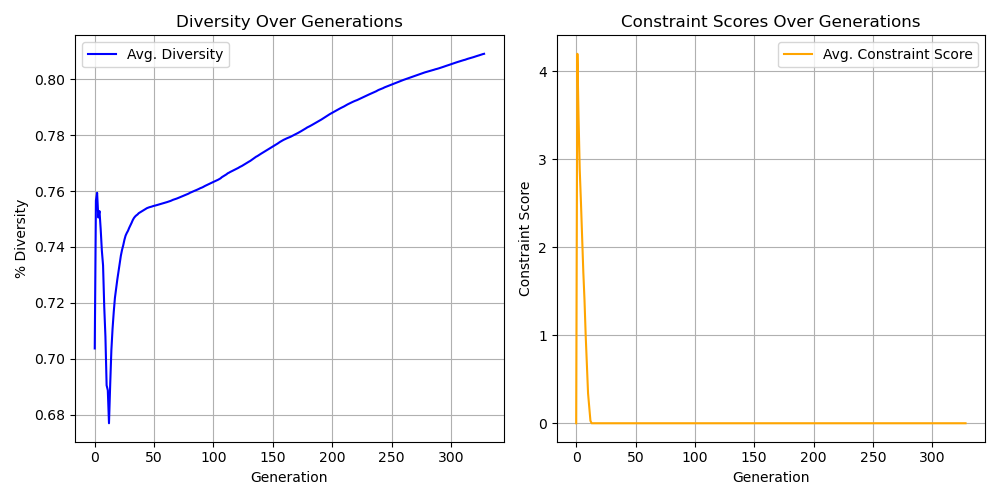 Diversity Over Generations
Avg. Diversity
% Diversity
0.80
0.78
0.76
0.74
0.72
0.70
0.68
0 50 100 150 200 250 300
Generation
Constraint Scores Over Generations
Avg. Constraint Score
Constraint Score
4
3
2
1
0
0 50 100 150 200 250 300
Generation